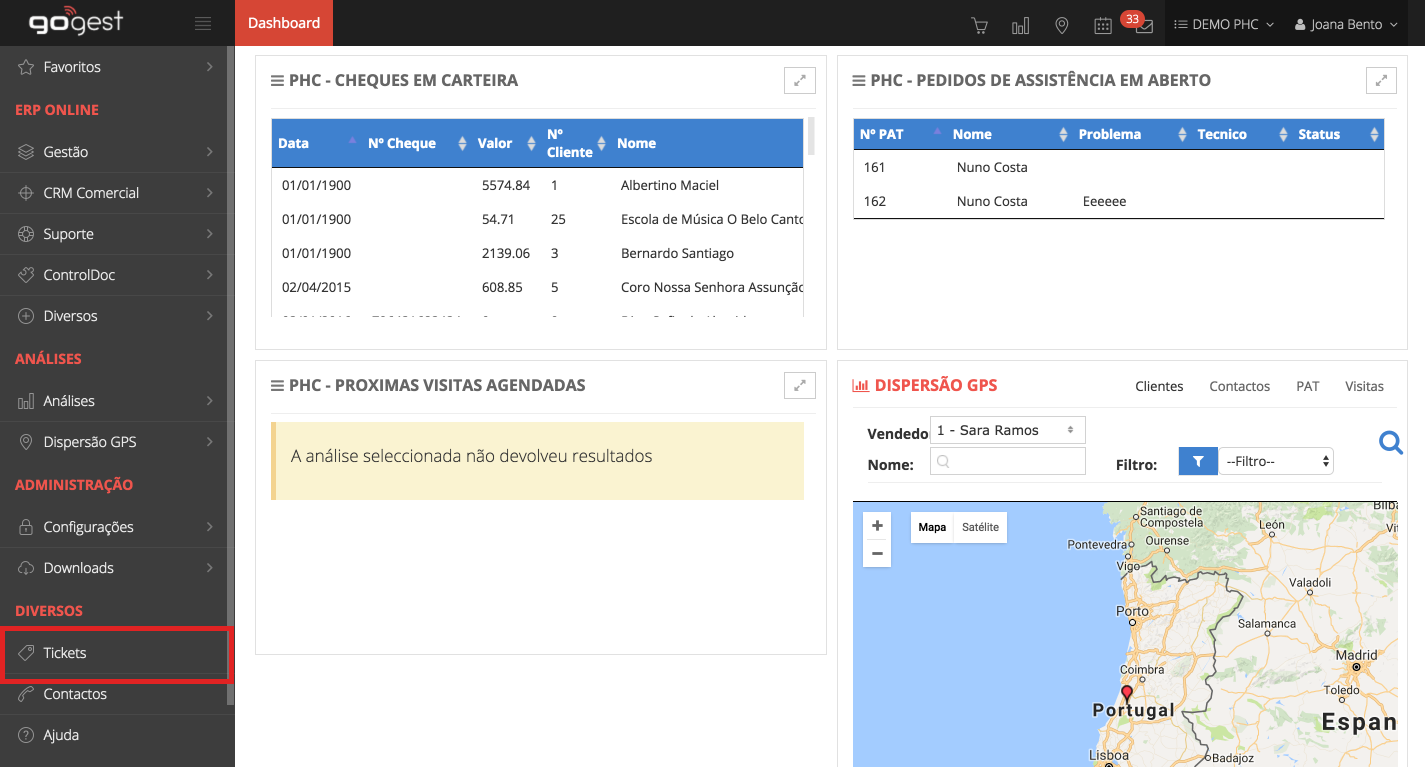 gogest
Dashboard
33
DEMO PHC
Joana Bento
Favoritos
ERP ONLINE
Gestão
CRM Comercial
Suporte
ControlDoc
Diversos
ANÁLISES
Análises
Dispersão GPS
ADMINISTRAÇÃO
Configurações
Downloads
DIVERSOS
Tickets
Contactos
Ajuda
PHC - CHEQUES EM CARTEIRA
Data Nº Cheque Valor Nº Cliente Nome
01/01/1900 5574.84 1 Albertino Maciel
01/01/1900 54.71 25 Escola de Música O Belo Canto
01/01/1900 2139.06 3 Bernardo Santiago
02/04/2015 608.85 5 Coro Nossa Senhora Assunção
PHC - PEDIDOS DE ASSISTÊNCIA EM ABERTO
Nº PAT Nome Problema Tecnico Status
161 Nuno Costa
162 Nuno Costa Eeeeee
PHC - PROXIMAS VISITAS AGENDADAS
A análise seleccionada não devolveu resultados
DISPERSÃO GPS
Clientes Contactos PAT Visitas
Vendedo
1 - Sara Ramos
Nome:
Filtro:
--Filtro--
+
−
Mapa Satélite
Santiago de
Compostela
León
Pontevedra
Ourense
Vigo
Valladoli
Porto
Salamanca
Madrid
Coimbra
Toledo
Portugal
Espan
Lisboa
Badajoz